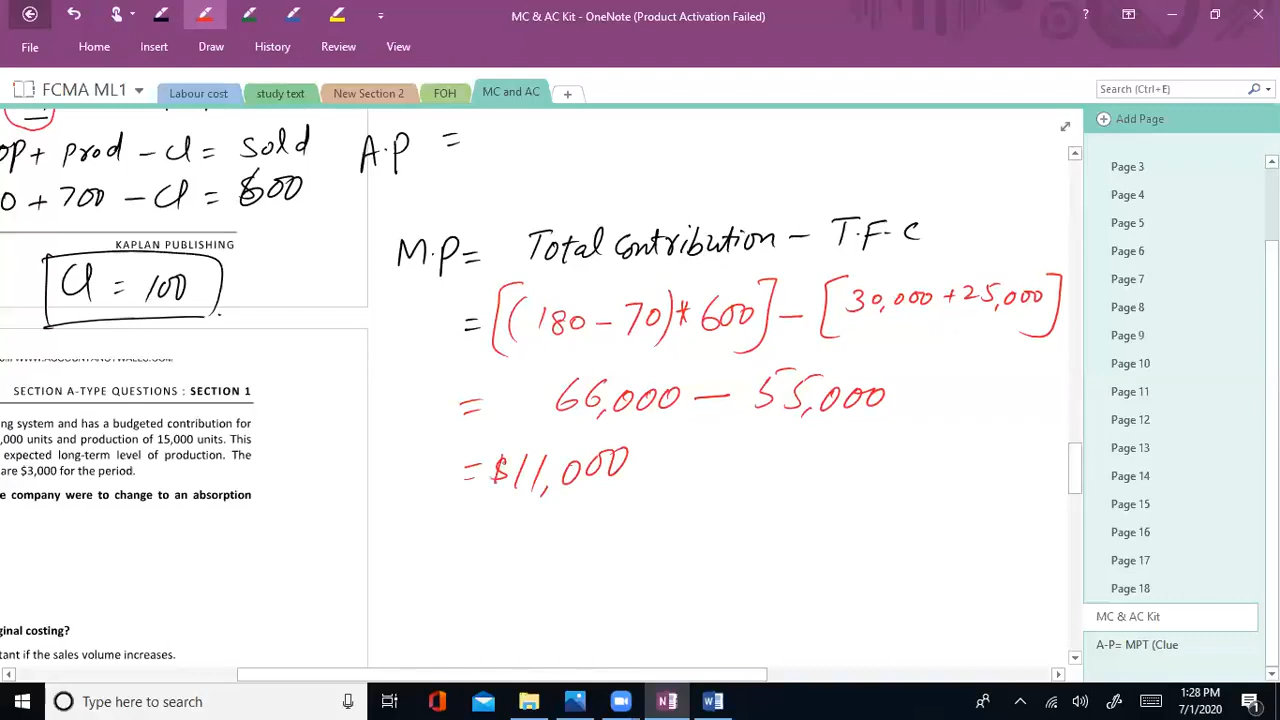 MC & AC Kit - OneNote (Product Activation Failed)
File Home Insert Draw History Review View
FCMA ML1 Labour cost study text New Section 2 FOH MC and AC
Search (Ctrl+E)
Add Page
Page 3
Page 4
Page 5
Page 6
Page 7
Page 8
Page 9
Page 10
Page 11
Page 12
Page 13
Page 14
Page 15
Page 16
Page 17
Page 18
MC & AC Kit
A-P= MPT (Clue
op + prod - Cl = sold
0 + 700 - Cl = 600
KAPLAN PUBLISHING
Cl = 100
A.P =
M.P = Total Contribution - T.F.C
= [(180 - 70)*600] - [30,000 + 25,000]
= 66,000 - 55,000
= $11,000
SECTION A-TYPE QUESTIONS : SECTION 1
ng system and has a budgeted contribution for
,000 units and production of 15,000 units. This
expected long-term level of production. The
are $3,000 for the period.
e company were to change to an absorption
ginal costing?
tant if the sales volume increases.
Type here to search
1:28 PM
7/1/2020